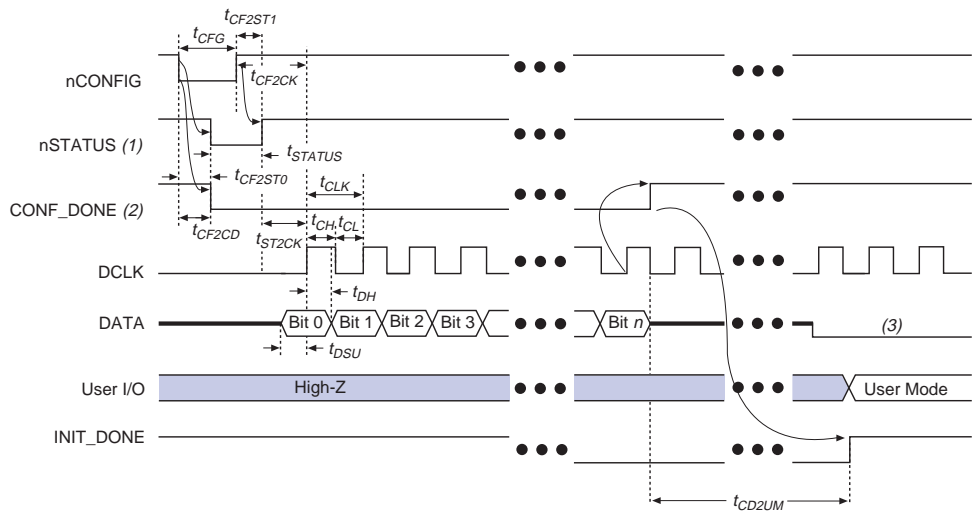 tCF2ST1
tCFG
nCONFIG
tCF2CK
nSTATUS (1)
tSTATUS
tCF2ST0
tCLK
CONF_DONE (2)
tCF2CD
tST2CK
tCH
tCL
DCLK
tDH
DATA
Bit 0
Bit 1
Bit 2
Bit 3
Bit n
(3)
tDSU
User I/O
High-Z
User Mode
INIT_DONE
tCD2UM